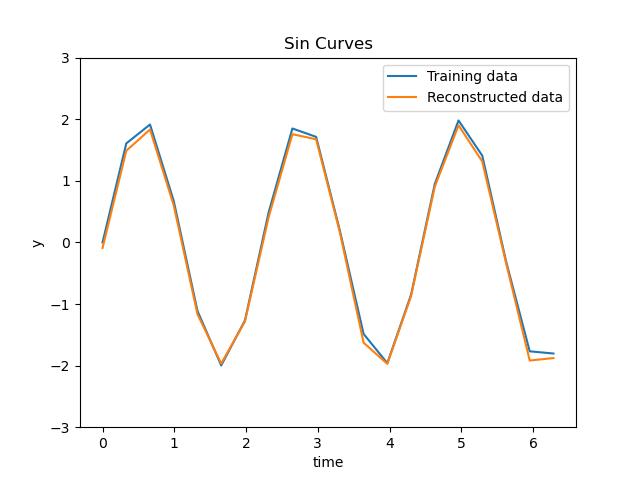 Sin Curves
Training data
Reconstructed data
3
2
1
0
−1
−2
−3
y
0 1 2 3 4 5 6
time